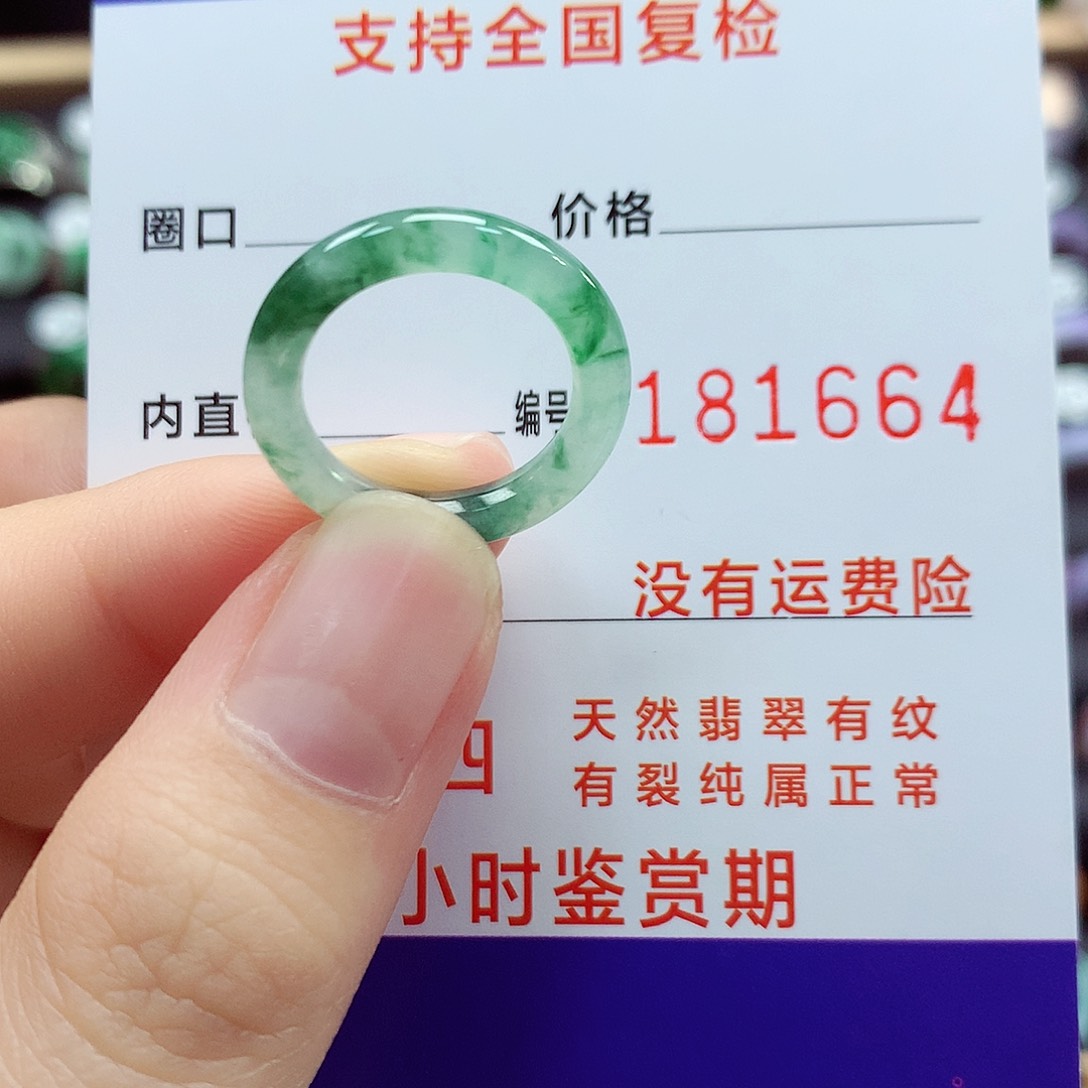 支持全国复检
圈口 价格
内直 编号 181664
没有运费险
天然翡翠有纹
有裂纯属正常
小时鉴赏期